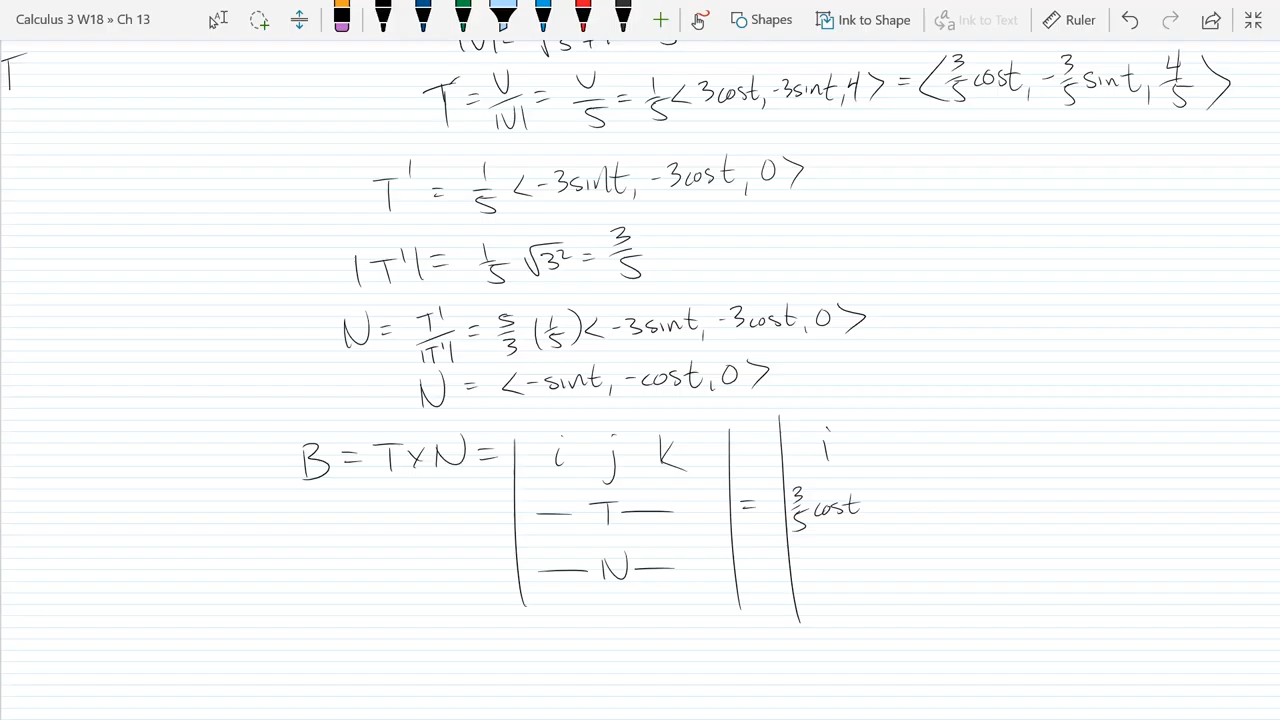 Calculus 3 W18 » Ch 13 Shapes Ink to Shape Ink to Text Ruler
T
T = V/|V| = V/5 = 1/5 < 3cost, -3sint, 4 > = < 3/5 cost, -3/5 sint, 4/5 >
T' = 1/5 < -3sint, -3cost, 0 >
|T'| = 1/5 √3² = 3/5
N = T'/|T'| = 5/3 (1/5) < -3sint, -3cost, 0 >
N = < -sint, -cost, 0 >
B = T×N = | i j k | = | i
— T — 3/5 cost
— N —